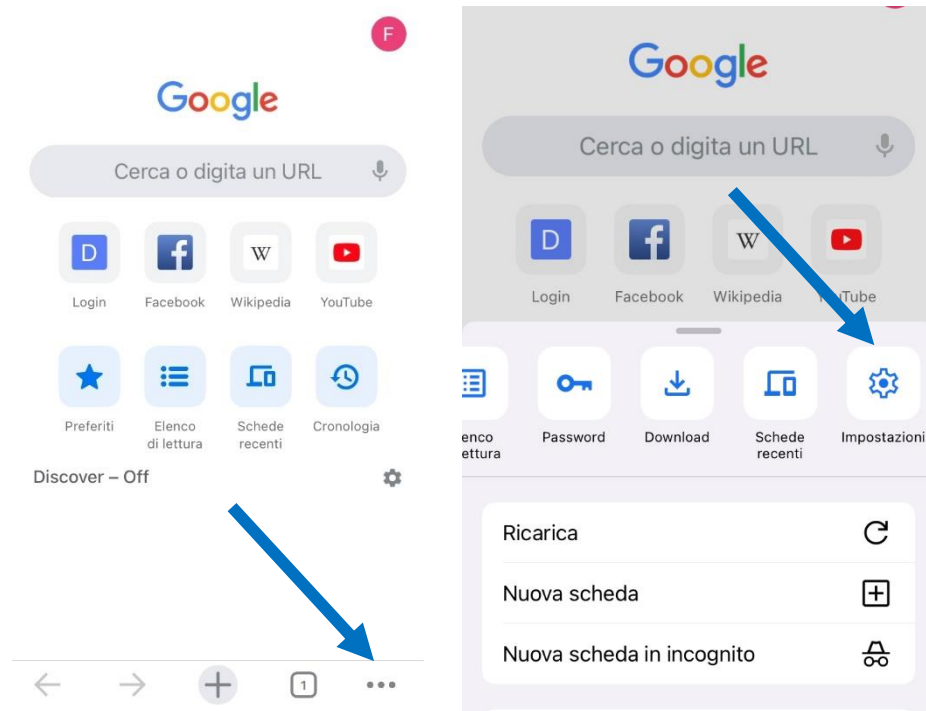 F
Google
Cerca o digita un URL
D
W
Login
Facebook
Wikipedia
YouTube
Preferiti
Elenco
di lettura
Schede
recenti
Cronologia
Discover – Off
1
Google
Cerca o digita un URL
D
W
Login
Facebook
Wikipedia
uTube
enco
ettura
Password
Download
Schede
recenti
Impostazioni
Ricarica
Nuova scheda
Nuova scheda in incognito